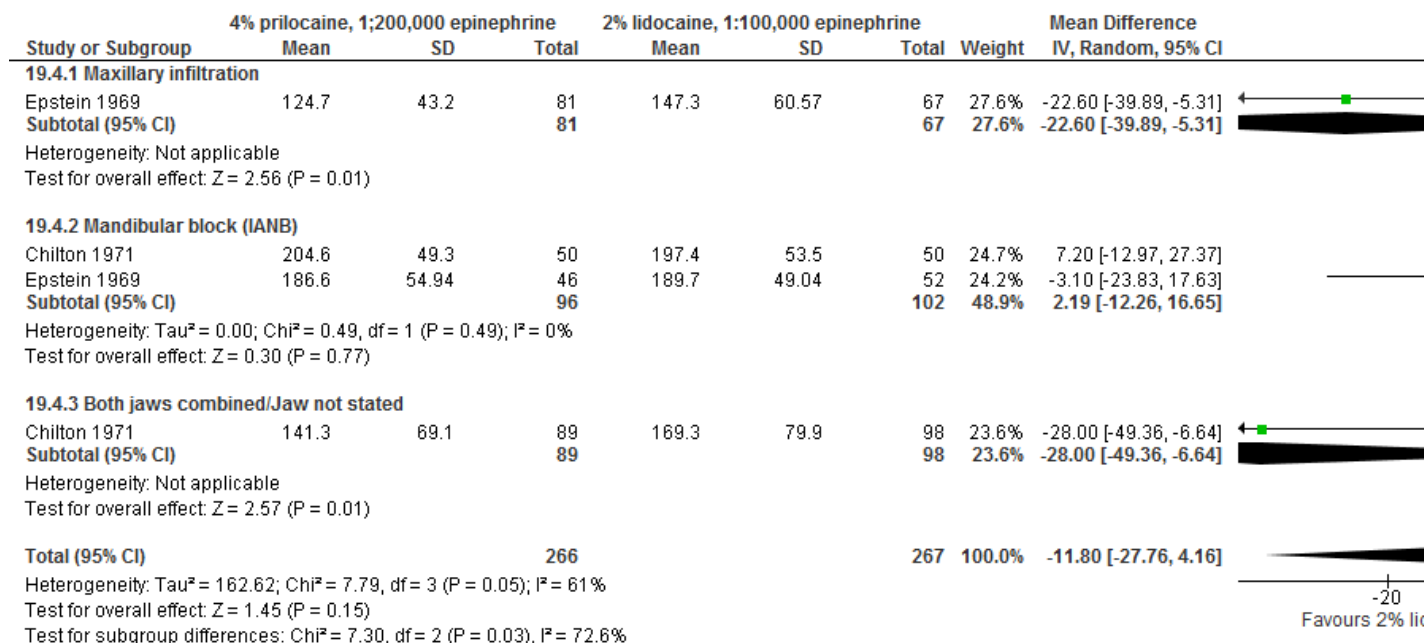 4% prilocaine, 1;200,000 epinephrine 2% lidocaine, 1:100,000 epinephrine Mean Difference
Study or Subgroup Mean SD Total Mean SD Total Weight IV, Random, 95% CI
19.4.1 Maxillary infiltration
Epstein 1969 124.7 43.2 81 147.3 60.57 67 27.6% -22.60 [-39.89, -5.31]
Subtotal (95% CI) 81 67 27.6% -22.60 [-39.89, -5.31]
Heterogeneity: Not applicable
Test for overall effect: Z = 2.56 (P = 0.01)
19.4.2 Mandibular block (IANB)
Chilton 1971 204.6 49.3 50 197.4 53.5 50 24.7% 7.20 [-12.97, 27.37]
Epstein 1969 186.6 54.94 46 189.7 49.04 52 24.2% -3.10 [-23.83, 17.63]
Subtotal (95% CI) 96 102 48.9% 2.19 [-12.26, 16.65]
Heterogeneity: Tau² = 0.00; Chi² = 0.49, df = 1 (P = 0.49); I² = 0%
Test for overall effect: Z = 0.30 (P = 0.77)
19.4.3 Both jaws combined/Jaw not stated
Chilton 1971 141.3 69.1 89 169.3 79.9 98 23.6% -28.00 [-49.36, -6.64]
Subtotal (95% CI) 89 98 23.6% -28.00 [-49.36, -6.64]
Heterogeneity: Not applicable
Test for overall effect: Z = 2.57 (P = 0.01)
Total (95% CI) 266 267 100.0% -11.80 [-27.76, 4.16]
Heterogeneity: Tau² = 162.62; Chi² = 7.79, df = 3 (P = 0.05); I² = 61%
-20
Test for overall effect: Z = 1.45 (P = 0.15)
Favours 2%
Test for subgroup differences: Chi² = 7.30, df = 2 (P = 0.03), I² = 72.6%